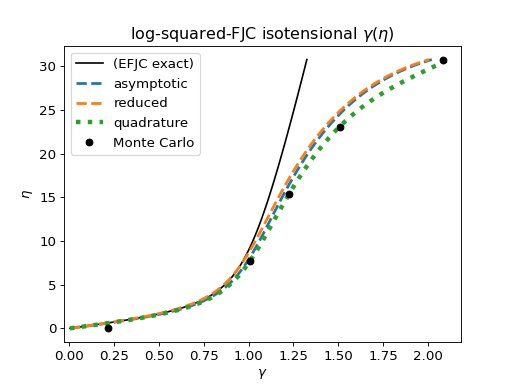 log-squared-FJC isotensional γ(η)
(EFJC exact)
asymptotic
reduced
quadrature
Monte Carlo
η
30
25
20
15
10
5
0
0.00 0.25 0.50 0.75 1.00 1.25 1.50 1.75 2.00
γ